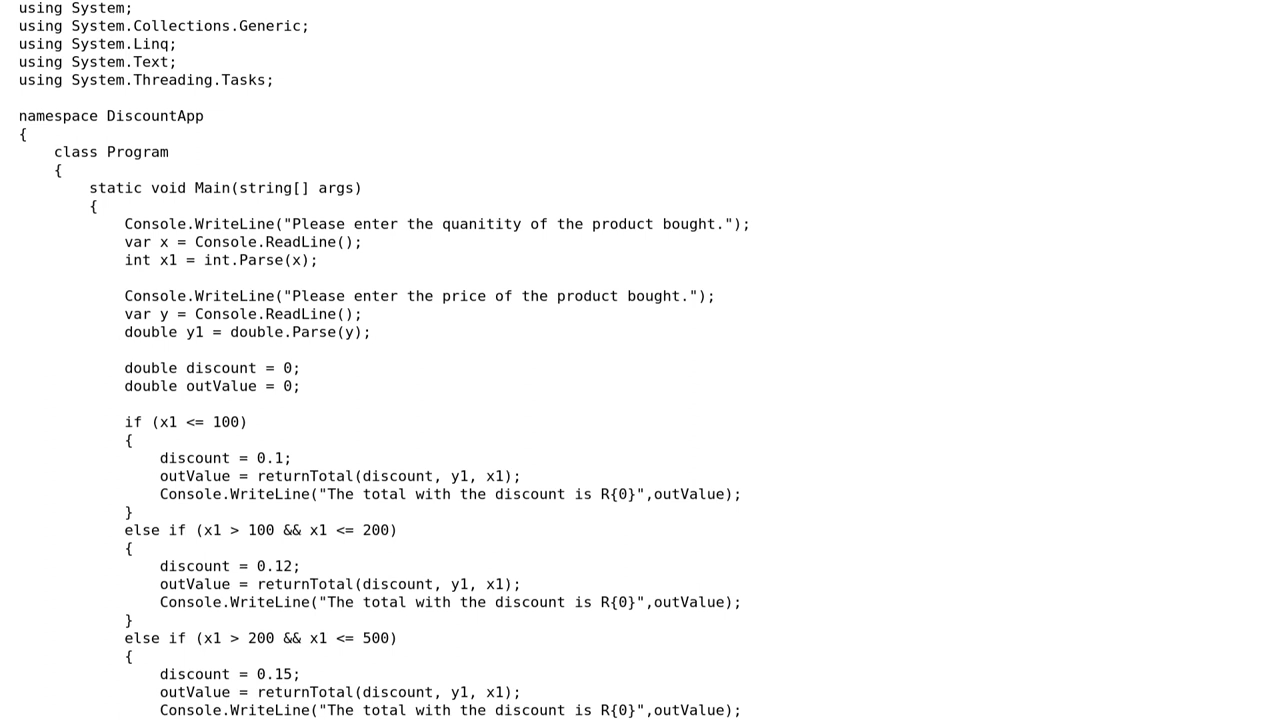 using System;
using System.Collections.Generic;
using System.Linq;
using System.Text;
using System.Threading.Tasks;

namespace DiscountApp
{
    class Program
    {
        static void Main(string[] args)
        {
            Console.WriteLine("Please enter the quanitity of the product bought.");
            var x = Console.ReadLine();
            int x1 = int.Parse(x);

            Console.WriteLine("Please enter the price of the product bought.");
            var y = Console.ReadLine();
            double y1 = double.Parse(y);

            double discount = 0;
            double outValue = 0;

            if (x1 <= 100)
            {
                discount = 0.1;
                outValue = returnTotal(discount, y1, x1);
                Console.WriteLine("The total with the discount is R{0}",outValue);
            }
            else if (x1 > 100 && x1 <= 200)
            {
                discount = 0.12;
                outValue = returnTotal(discount, y1, x1);
                Console.WriteLine("The total with the discount is R{0}",outValue);
            }
            else if (x1 > 200 && x1 <= 500)
            {
                discount = 0.15;
                outValue = returnTotal(discount, y1, x1);
                Console.WriteLine("The total with the discount is R{0}",outValue);